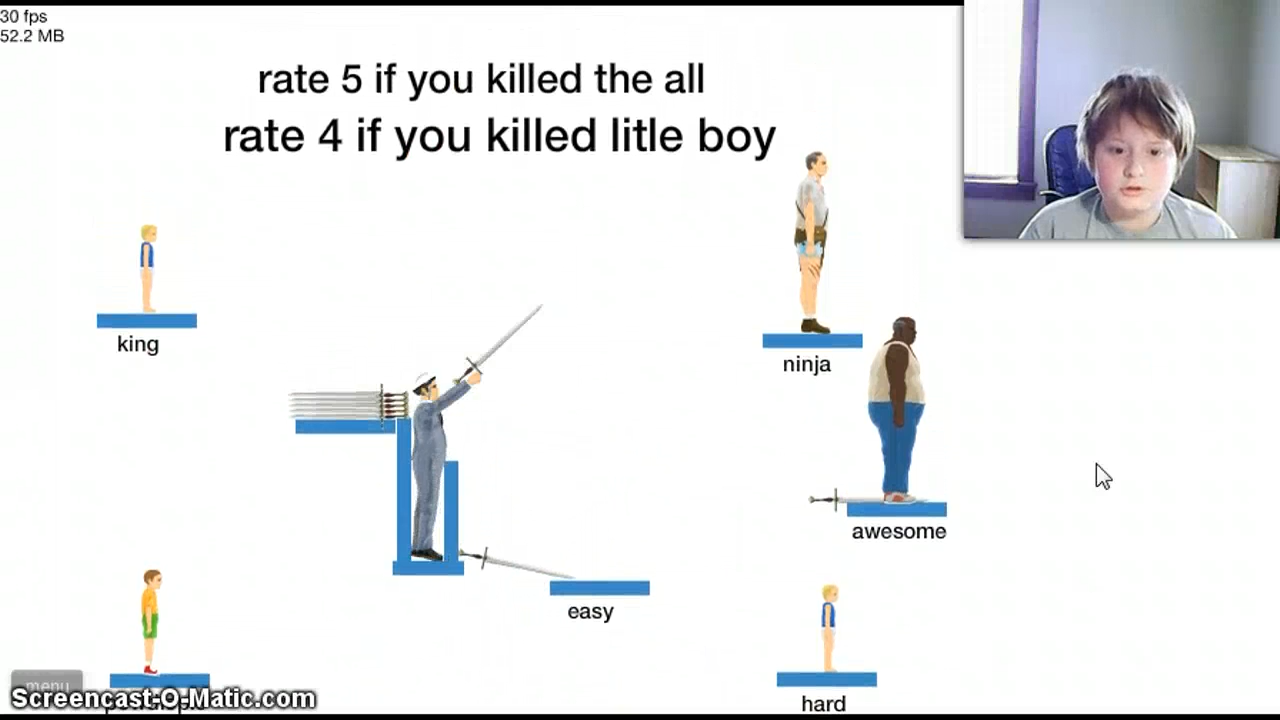 30 fps
52.2 MB
rate 5 if you killed the all
rate 4 if you killed litle boy
king
ninja
awesome
easy
menu
Screencast-O-Matic.com
hard